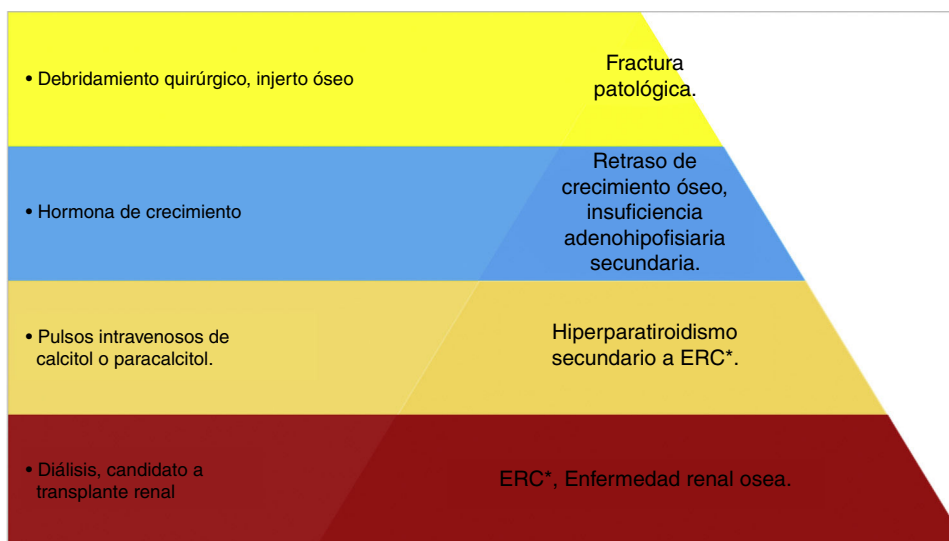 • Debridamiento quirúrgico, injerto óseo
Fractura
patológica.
• Hormona de crecimiento
Retraso de
crecimiento óseo,
insuficiencia
adenohipofisiaria
secundaria.
• Pulsos intravenosos de
calcitol o paracalcitol.
Hiperparatiroidismo
secundario a ERC*.
• Diálisis, candidato a
transplante renal
ERC*, Enfermedad renal osea.